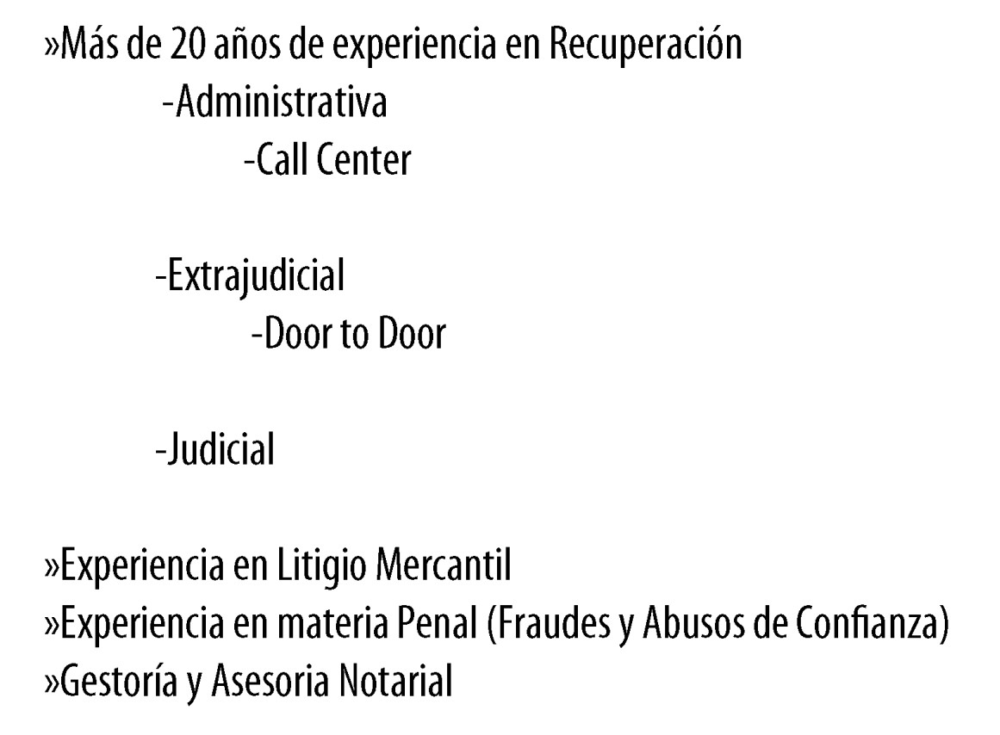 »Más de 20 años de experiencia en Recuperación
-Administrativa
-Call Center
-Extrajudicial
-Door to Door
-Judicial
»Experiencia en Litigio Mercantil
»Experiencia en materia Penal (Fraudes y Abusos de Confianza)
»Gestoría y Asesoria Notarial